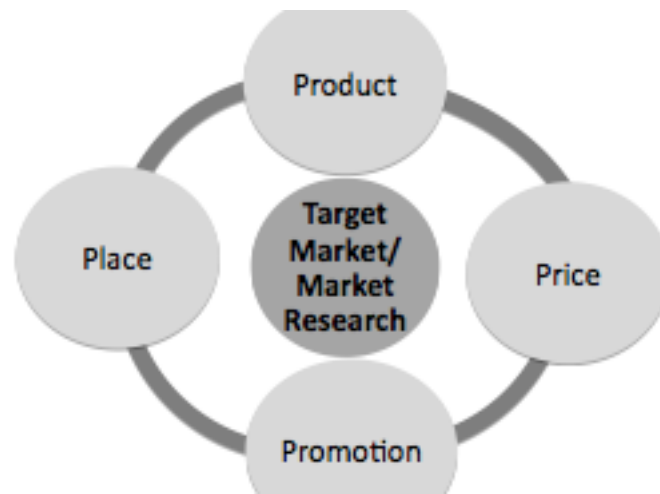 Product
Target
Market/
Market
Research
Place
Price
Promotion